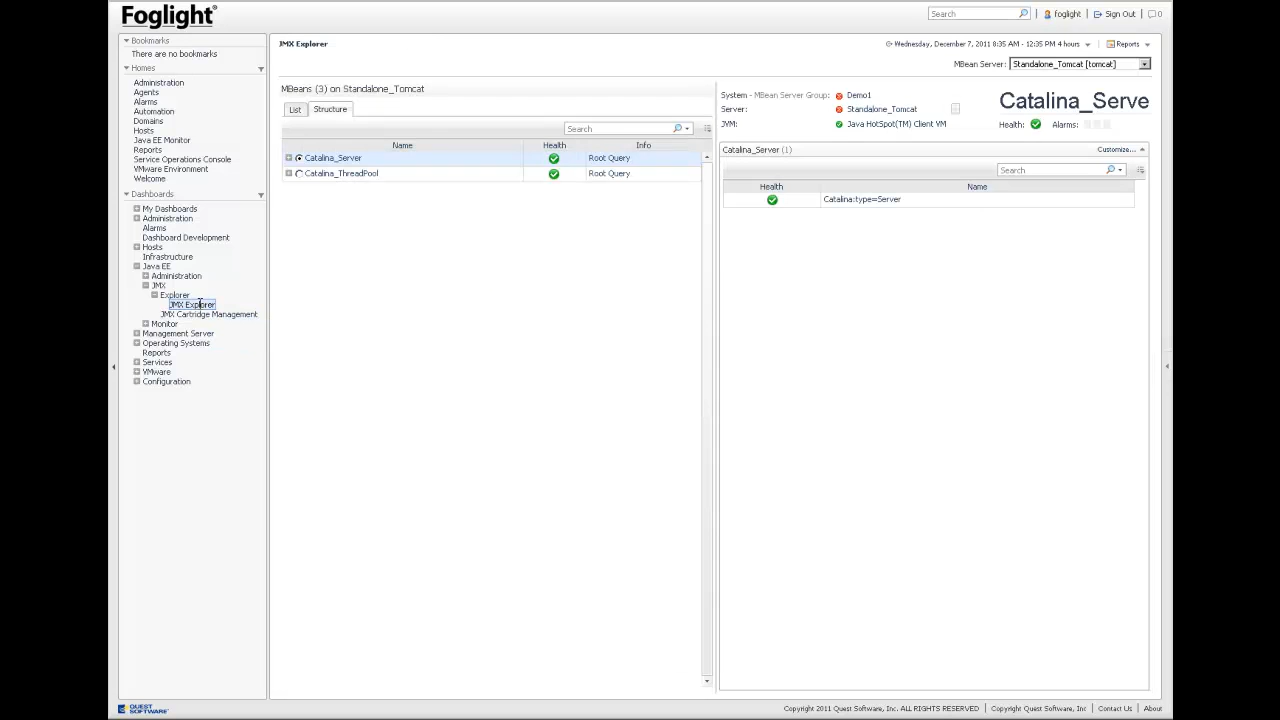 Foglight
Search
foglight
Sign Out
0
Bookmarks
There are no bookmarks
Homes
Administration
Agents
Alarms
Automation
Domains
Hosts
Java EE Monitor
Reports
Service Operations Console
VMware Environment
Welcome
Dashboards
My Dashboards
Administration
Alarms
Dashboard Development
Hosts
Infrastructure
Java EE
Administration
JMX
Explorer
JMX Explorer
JMX Cartridge Management
Monitor
Management Server
Operating Systems
Reports
Services
VMware
Configuration
JMX Explorer
Wednesday, December 7, 2011 8:35 AM - 12:35 PM 4 hours
Reports
MBean Server: Standalone_Tomcat [tomcat]
MBeans (3) on Standalone_Tomcat
List Structure
Search
Name Health Info
Catalina_Server Root Query
Catalina_ThreadPool Root Query
System - MBean Server Group: Demo1
Server: Standalone_Tomcat
JVM: Java HotSpot(TM) Client VM
Catalina_Serve
Health: Alarms:
Catalina_Server (1) Customize...
Search
Health Name
Catalina:type=Server
QUEST SOFTWARE
Copyright 2011 Quest Software, Inc. ALL RIGHTS RESERVED | Copyright Quest Software, Inc | Contact Us | About